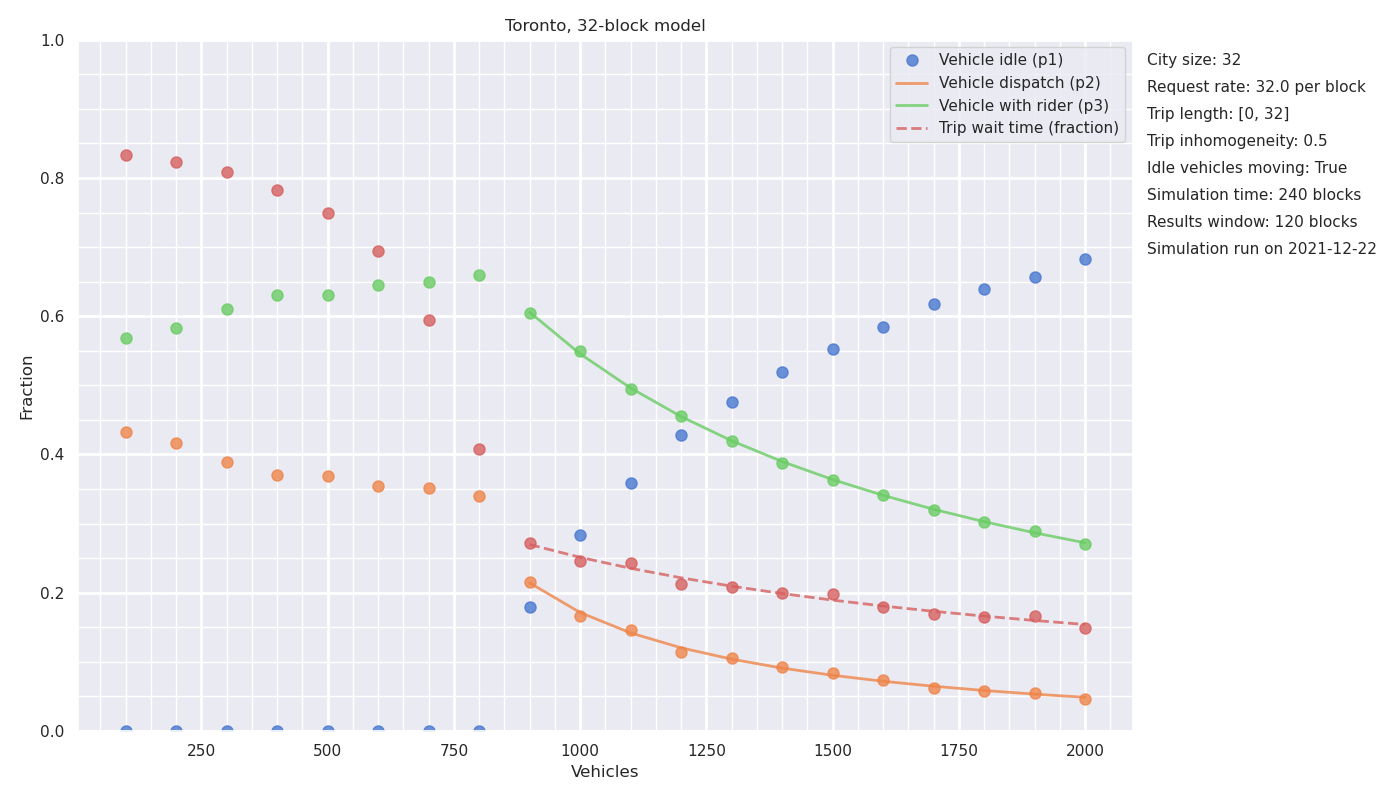 Toronto, 32-block model
1.0
0.8
0.6
0.4
0.2
0.0
Fraction
250
500
750
1000
1250
1500
1750
2000
Vehicles
Vehicle idle (p1)
Vehicle dispatch (p2)
Vehicle with rider (p3)
Trip wait time (fraction)
City size: 32
Request rate: 32.0 per block
Trip length: [0, 32]
Trip inhomogeneity: 0.5
Idle vehicles moving: True
Simulation time: 240 blocks
Results window: 120 blocks
Simulation run on 2021-12-22